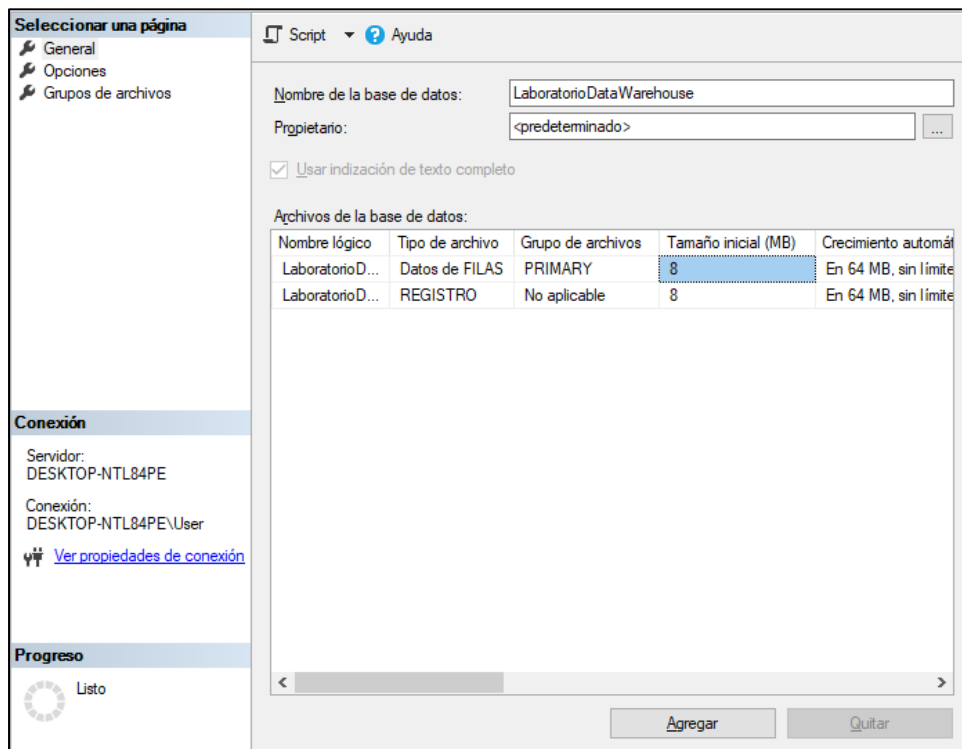 Seleccionar una página
General
Opciones
Grupos de archivos
Script
Ayuda
Nombre de la base de datos: LaboratorioDataWarehouse
Propietario: <predeterminado> ...
Usar indización de texto completo
Archivos de la base de datos:
Nombre lógico Tipo de archivo Grupo de archivos Tamaño inicial (MB) Crecimiento automát
LaboratorioD... Datos de FILAS PRIMARY 8 En 64 MB, sin límite
LaboratorioD... REGISTRO No aplicable 8 En 64 MB, sin límite
Conexión
Servidor:
DESKTOP-NTL84PE
Conexión:
DESKTOP-NTL84PE\User
Ver propiedades de conexión
Progreso
Listo
Agregar Quitar